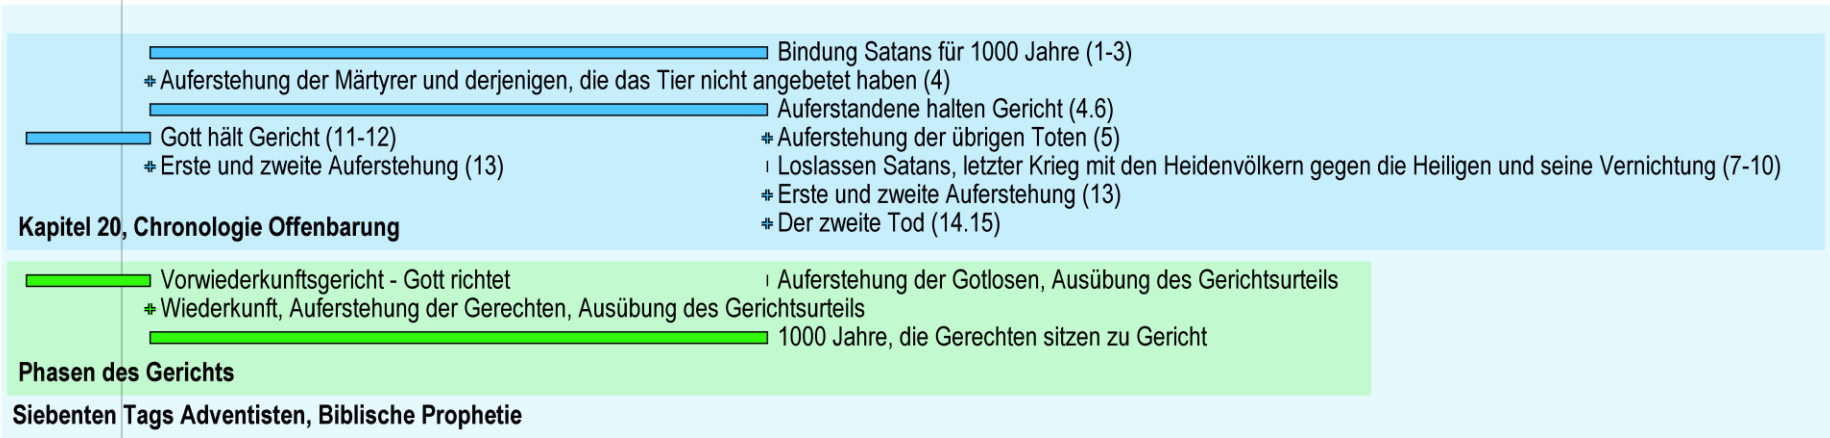 Bindung Satans für 1000 Jahre (1-3)
Auferstehung der Märtyrer und derjenigen, die das Tier nicht angebetet haben (4)
Auferstandene halten Gericht (4.6)
Gott hält Gericht (11-12)
Auferstehung der übrigen Toten (5)
Erste und zweite Auferstehung (13)
Loslassen Satans, letzter Krieg mit den Heidenvölkern gegen die Heiligen und seine Vernichtung (7-10)
Erste und zweite Auferstehung (13)
Der zweite Tod (14.15)
Kapitel 20, Chronologie Offenbarung
Vorwiederkunftsgericht - Gott richtet
Auferstehung der Gotlosen, Ausübung des Gerichtsurteils
Wiederkunft, Auferstehung der Gerechten, Ausübung des Gerichtsurteils
1000 Jahre, die Gerechten sitzen zu Gericht
Phasen des Gerichts
Siebenten Tags Adventisten, Biblische Prophetie